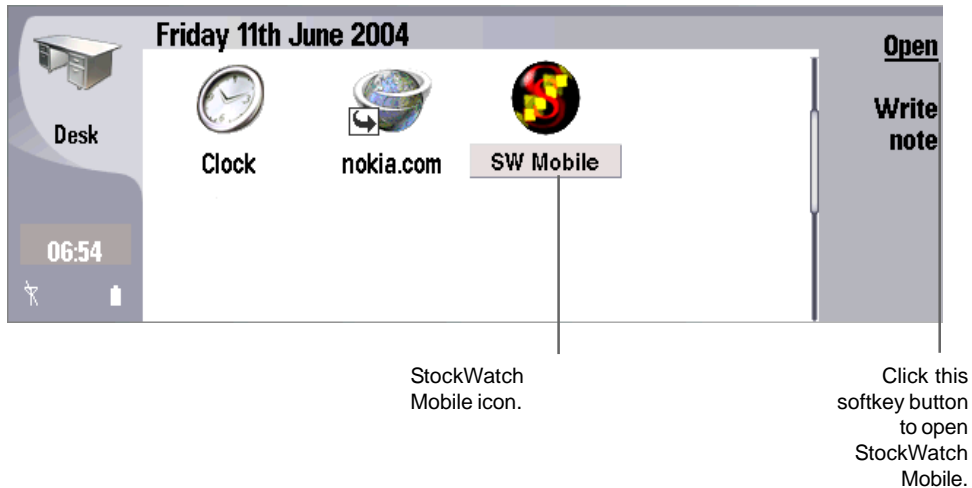 Friday 11th June 2004
Open
Write
note
Desk
Clock
nokia.com
SW Mobile
06:54
StockWatch
Mobile icon.
Click this
softkey button
to open
StockWatch
Mobile.